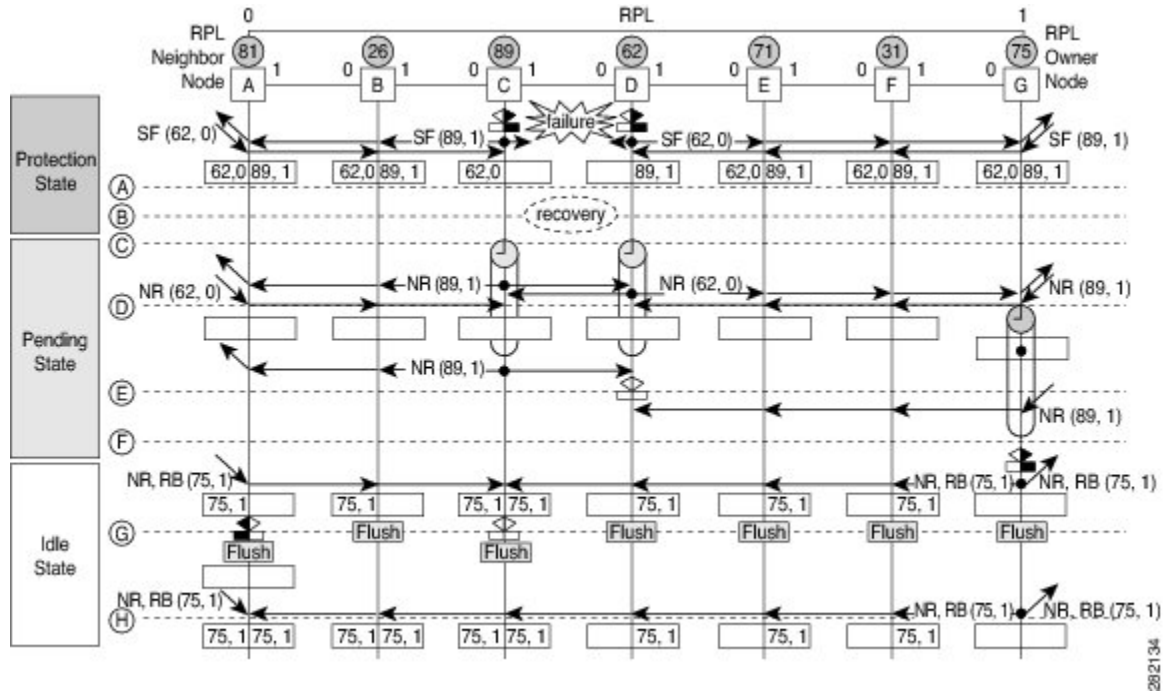 0 RPL 1
RPL Neighbor Node
81 26 89 62 71 31 75
RPL Owner Node
A 1 0 B 1 0 C 1 0 D 1 0 E 1 0 F 1 0 G
Protection State
failure
SF (62, 0) SF (89, 1) SF (62, 0) SF (89, 1)
62,0 89, 1 62,0 89, 1 62,0 89, 1 62,0 89, 1 62,0 89, 1 62,0 89, 1
A
B recovery
C
Pending State
NR (89, 1) NR (62, 0)
NR (62, 0) NR (89, 1)
D
NR (89, 1)
E
NR (89, 1)
F
Idle State
NR, RB (75, 1) NR, RB (75, 1) NR, RB (75, 1)
75, 1 75, 1 75, 1 75, 1 75, 1 75, 1 75, 1
G Flush Flush Flush Flush Flush
Flush Flush
NR, RB (75, 1) NR, RB (75, 1) NR, RB (75, 1)
H
75, 1 75, 1 75, 1 75, 1 75, 1 75, 1 75, 1 75, 1 75, 1
282134